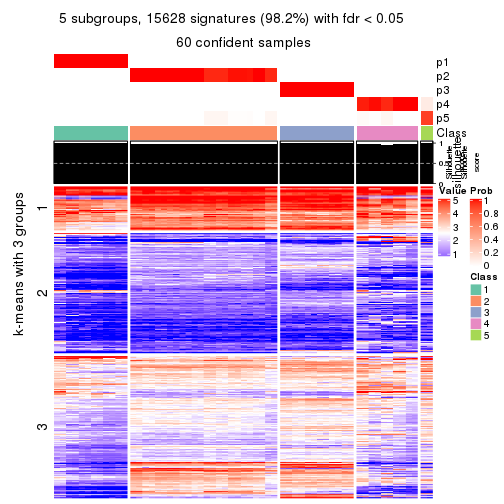 5 subgroups, 15628 signatures (98.2%) with fdr < 0.05
60 confident samples
p1
p2
p3
p4
p5
Class
1
0.5
0
Silhouette
score
silhouette
k-means with 3 groups
1
2
3
Value
5
4
3
2
1
Prob
1
0.8
0.6
0.4
0.2
0
Class
1
2
3
4
5